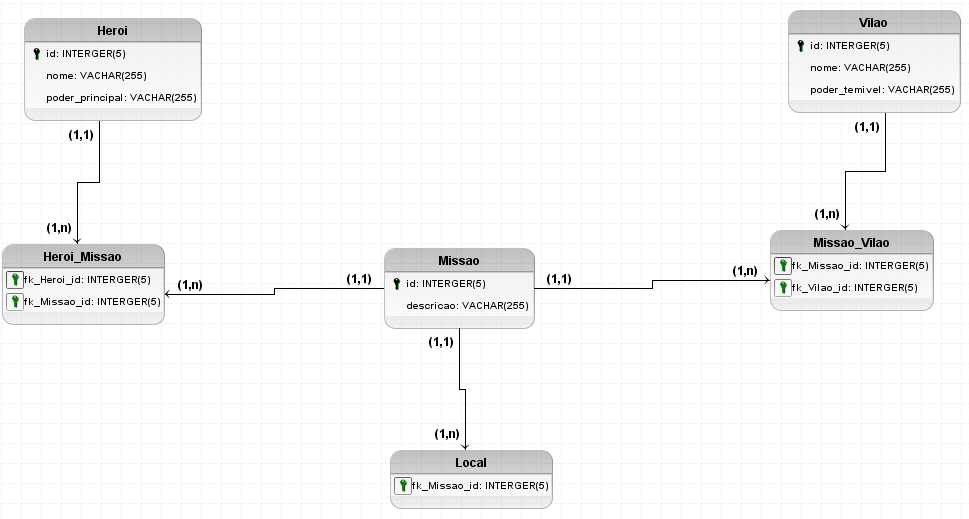 Heroi
id: INTERGER(5)
nome: VACHAR(255)
poder_principal: VACHAR(255)
(1,1)
(1,n)
Heroi_Missao
fk_Heroi_id: INTERGER(5)
fk_Missao_id: INTERGER(5)
(1,n)
(1,1)
Missao
id: INTERGER(5)
descricao: VACHAR(255)
(1,1)
(1,n)
Vilao
id: INTERGER(5)
nome: VACHAR(255)
poder_temivel: VACHAR(255)
(1,1)
(1,n)
Missao_Vilao
fk_Missao_id: INTERGER(5)
fk_Vilao_id: INTERGER(5)
(1,1)
(1,n)
Local
fk_Missao_id: INTERGER(5)